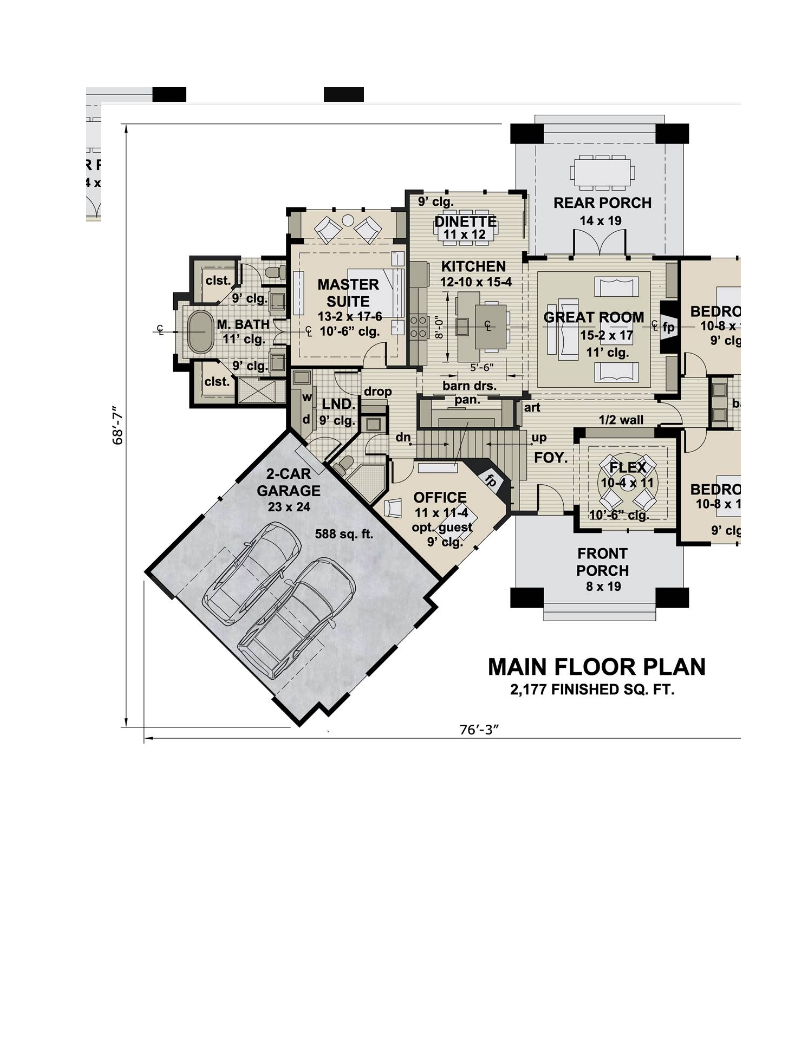 R P
4 x
REAR PORCH
14 x 19
9' clg.
DINETTE
11 x 12
KITCHEN
12-10 x 15-4
8'-0"
5'-6"
clst.
9' clg.
M. BATH
11' clg.
9' clg.
clst.
MASTER
SUITE
13-2 x 17-6
10'-6" clg.
GREAT ROOM
15-2 x 17
11' clg.
fp
BEDRO
10-8 x
9' clg
barn drs.
pan.
art
1/2 wall
b
w
d
LND.
9' clg.
drop
dn
up
FOY.
FLEX
10-4 x 11
10'-6" clg.
BEDRO
10-8 x 1
9' clg
fp
OFFICE
11 x 11-4
opt. guest
9' clg.
2-CAR
GARAGE
23 x 24
588 sq. ft.
FRONT
PORCH
8 x 19
68'-7"
MAIN FLOOR PLAN
2,177 FINISHED SQ. FT.
76'-3"